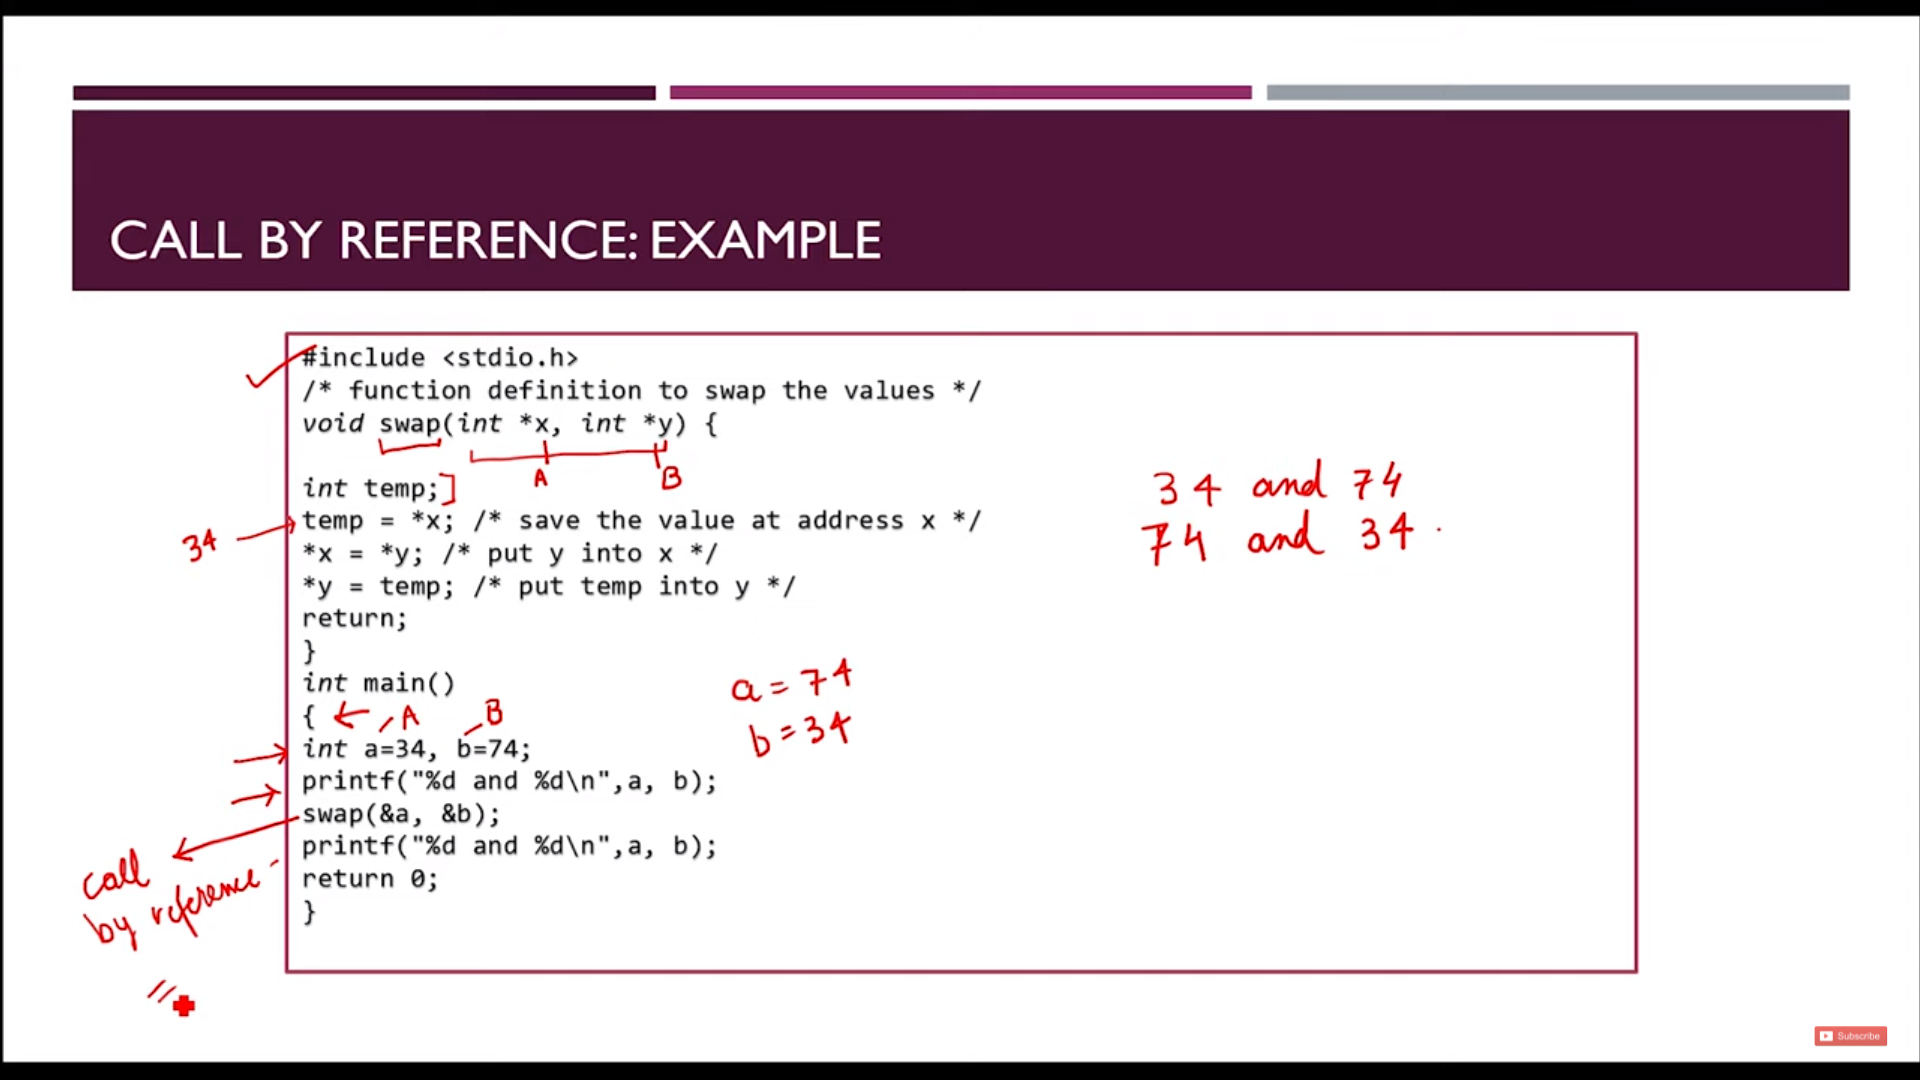 CALL BY REFERENCE: EXAMPLE
#include <stdio.h>
/* function definition to swap the values */
void swap(int *x, int *y) {
A B
int temp;]
34 temp = *x; /* save the value at address x */
*x = *y; /* put y into x */
*y = temp; /* put temp into y */
return;
}
int main()
{ A B
int a=34, b=74;
printf("%d and %d\n",a, b);
swap(&a, &b);
printf("%d and %d\n",a, b);
return 0;
}
34 and 74
74 and 34
a=74
b=34
call
by reference
Subscribe